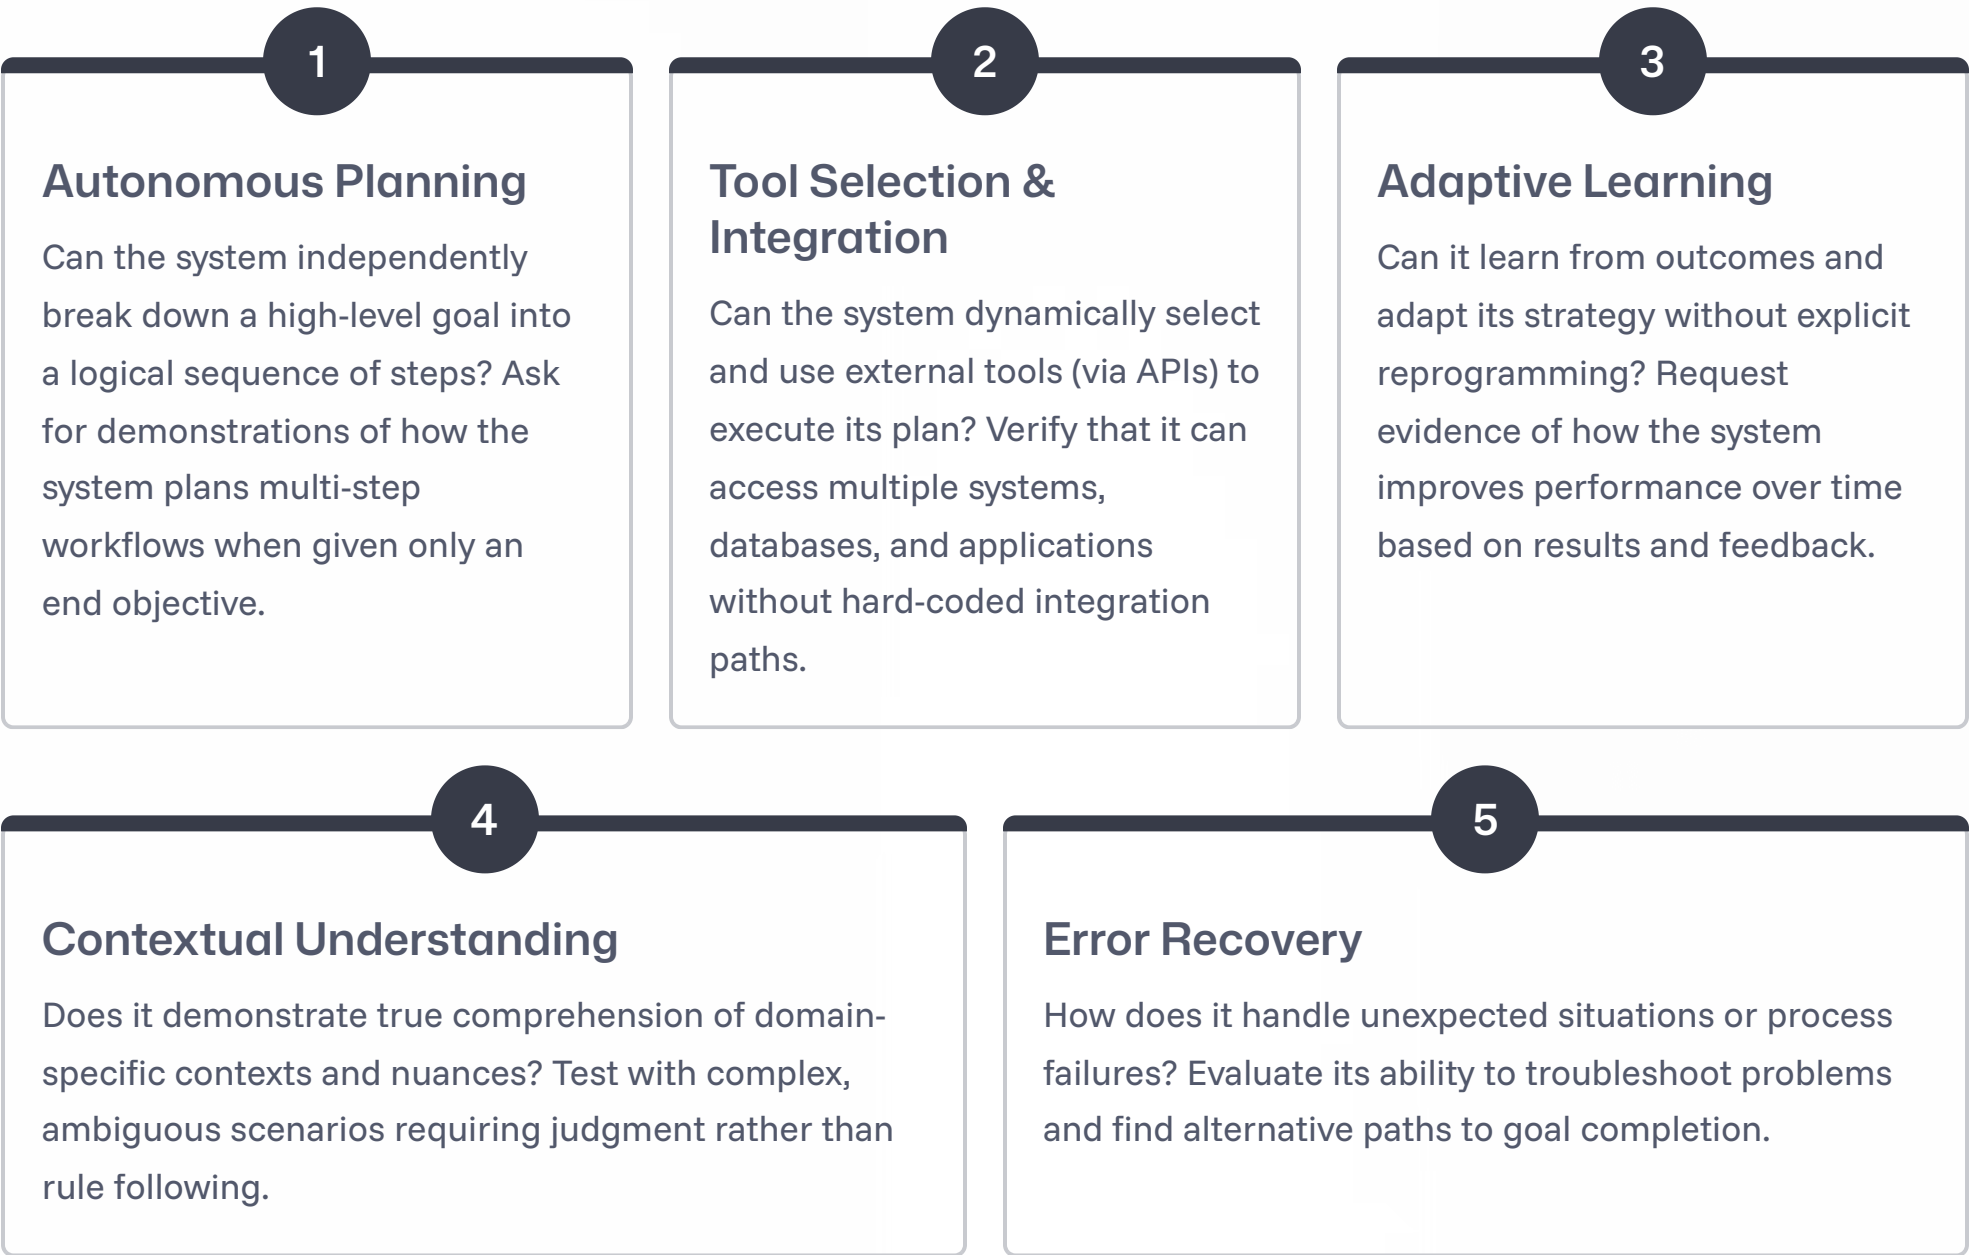 1
Autonomous Planning
Can the system independently
break down a high-level goal into
a logical sequence of steps? Ask
for demonstrations of how the
system plans multi-step
workflows when given only an
end objective.
2
Tool Selection &
Integration
Can the system dynamically select
and use external tools (via APIs) to
execute its plan? Verify that it can
access multiple systems,
databases, and applications
without hard-coded integration
paths.
3
Adaptive Learning
Can it learn from outcomes and
adapt its strategy without explicit
reprogramming? Request
evidence of how the system
improves performance over time
based on results and feedback.
4
Contextual Understanding
Does it demonstrate true comprehension of domain-
specific contexts and nuances? Test with complex,
ambiguous scenarios requiring judgment rather than
rule following.
5
Error Recovery
How does it handle unexpected situations or process
failures? Evaluate its ability to troubleshoot problems
and find alternative paths to goal completion.